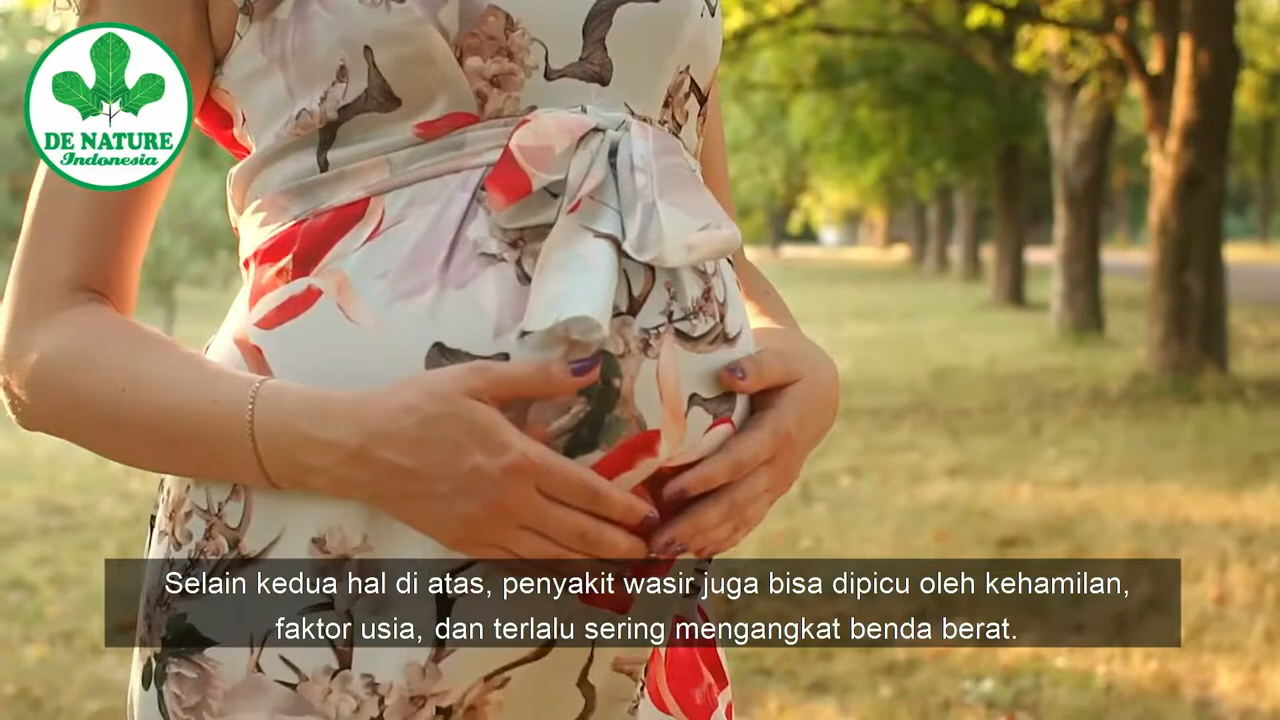 DE NATURE
Indonesia
Selain kedua hal di atas, penyakit wasir juga bisa dipicu oleh kehamilan,
faktor usia, dan terlalu sering mengangkat benda berat.